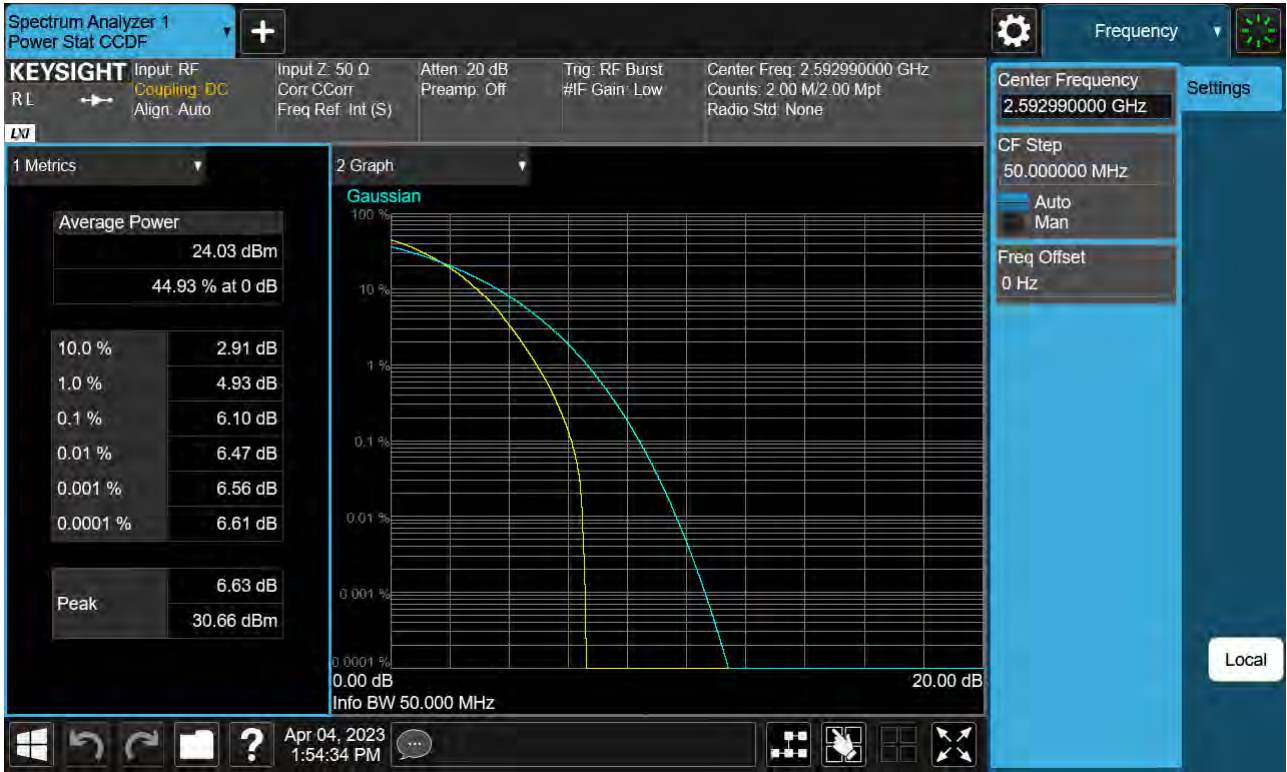 Spectrum Analyzer 1
Power Stat CCDF
+
Frequency
KEYSIGHT
RL
LXI
Input: RF
Coupling: DC
Align: Auto
Input Z: 50 Ω
Corr CCorr
Freq Ref: Int (S)
Atten: 20 dB
Preamp: Off
Trig: RF Burst
#IF Gain: Low
Center Freq: 2.592990000 GHz
Counts: 2.00 M/2.00 Mpt
Radio Std: None
Center Frequency
2.592990000 GHz
Settings
CF Step
50.000000 MHz
Auto
Man
Freq Offset
0 Hz
1 Metrics
Average Power
24.03 dBm
44.93 % at 0 dB
10.0 % 2.91 dB
1.0 % 4.93 dB
0.1 % 6.10 dB
0.01 % 6.47 dB
0.001 % 6.56 dB
0.0001 % 6.61 dB
Peak
6.63 dB
30.66 dBm
2 Graph
Gaussian
100 %
10 %
1 %
0.1 %
0.01 %
0.001 %
0.0001 %
0.00 dB 20.00 dB
Info BW 50.000 MHz
Local
?
Apr 04, 2023
1:54:34 PM